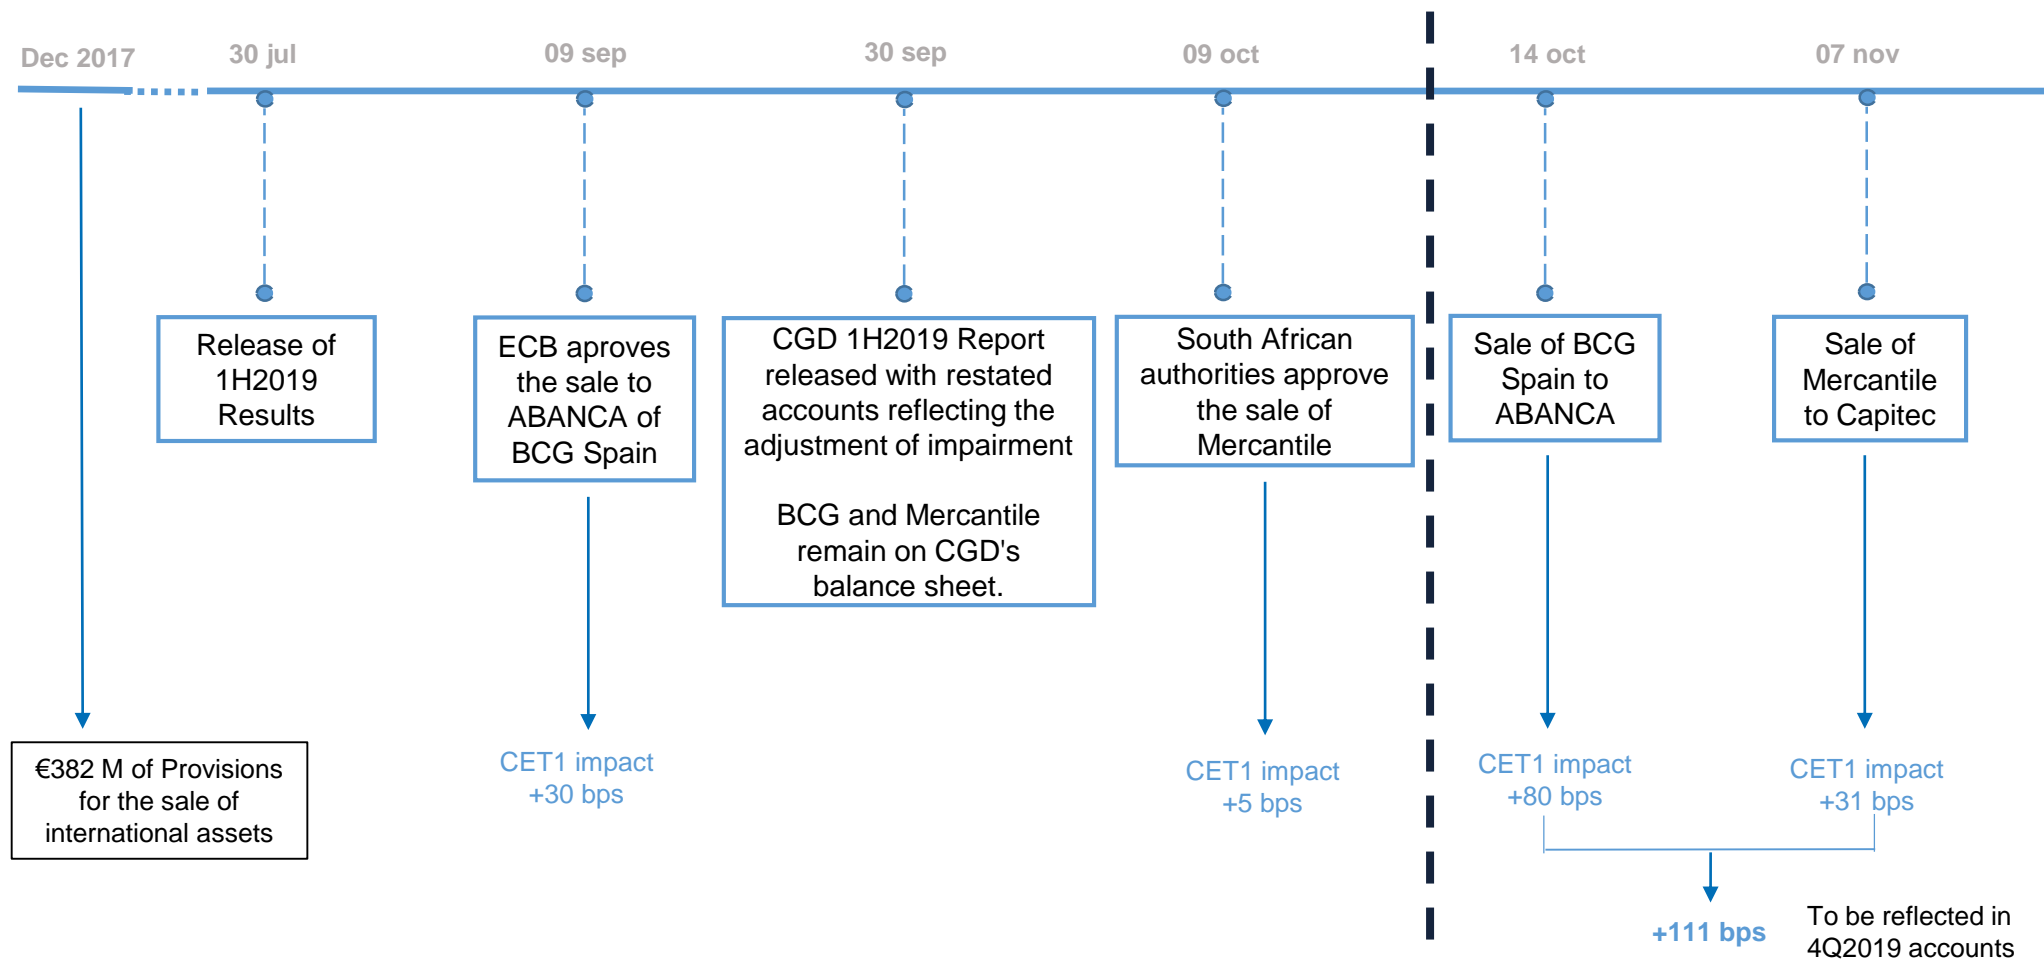 Dec 2017
30 jul
09 sep
30 sep
09 oct
14 oct
07 nov
Release of
1H2019
Results
ECB aproves
the sale to
ABANCA of
BCG Spain
CGD 1H2019 Report
released with restated
accounts reflecting the
adjustment of impairment
BCG and Mercantile
remain on CGD's
balance sheet.
South African
authorities approve
the sale of
Mercantile
Sale of BCG
Spain to
ABANCA
Sale of
Mercantile
to Capitec
€382 M of Provisions
for the sale of
international assets
CET1 impact
+30 bps
CET1 impact
+5 bps
CET1 impact
+80 bps
CET1 impact
+31 bps
+111 bps
To be reflected in
4Q2019 accounts